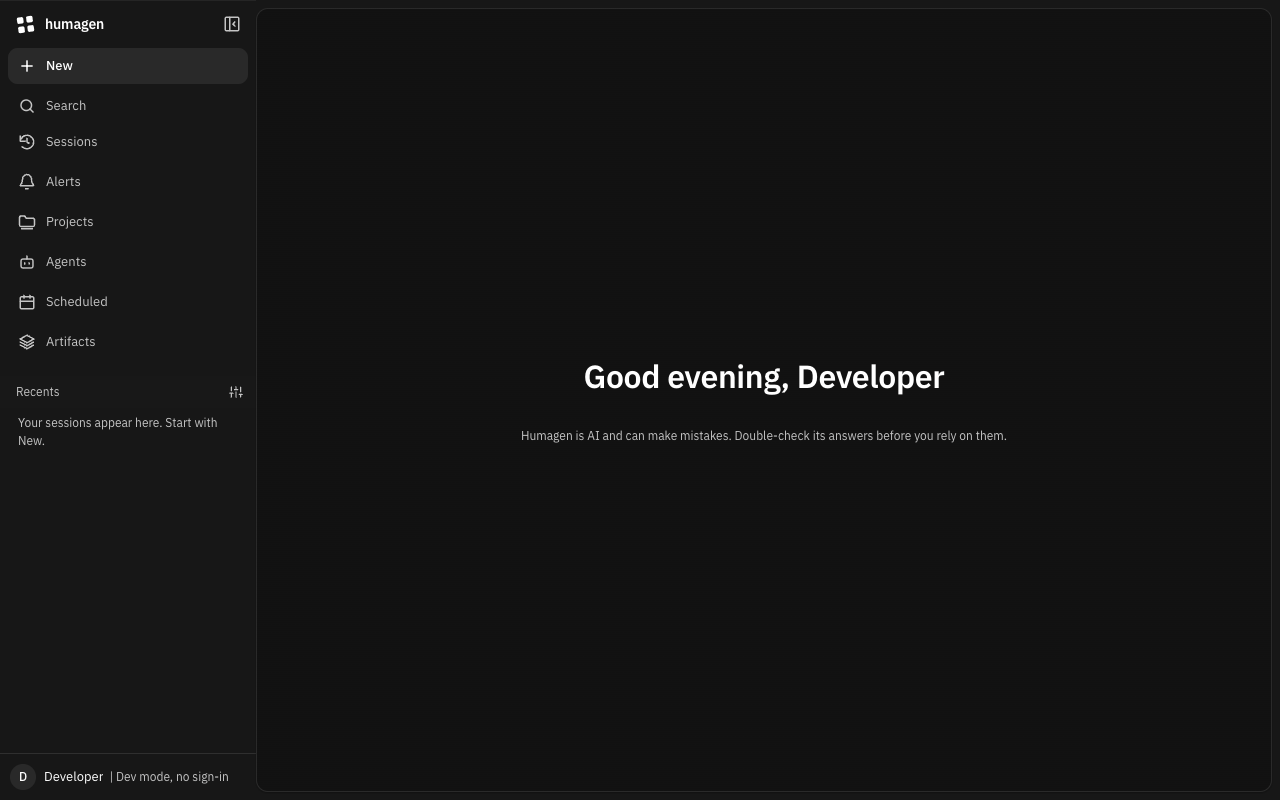 humagen
New
Search
Sessions
Alerts
Projects
Agents
Scheduled
Artifacts
Recents
Your sessions appear here. Start with
New.
Good evening, Developer
Humagen is AI and can make mistakes. Double-check its answers before you rely on them.
D Developer | Dev mode, no sign-in